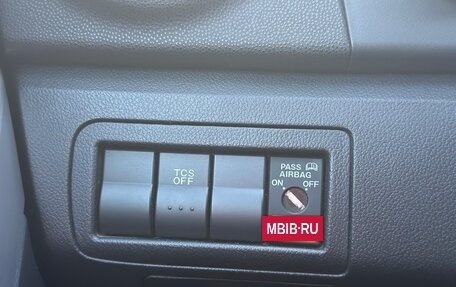 TCS
OFF
PASS
AIRBAG
ON OFF
MBIB·RU